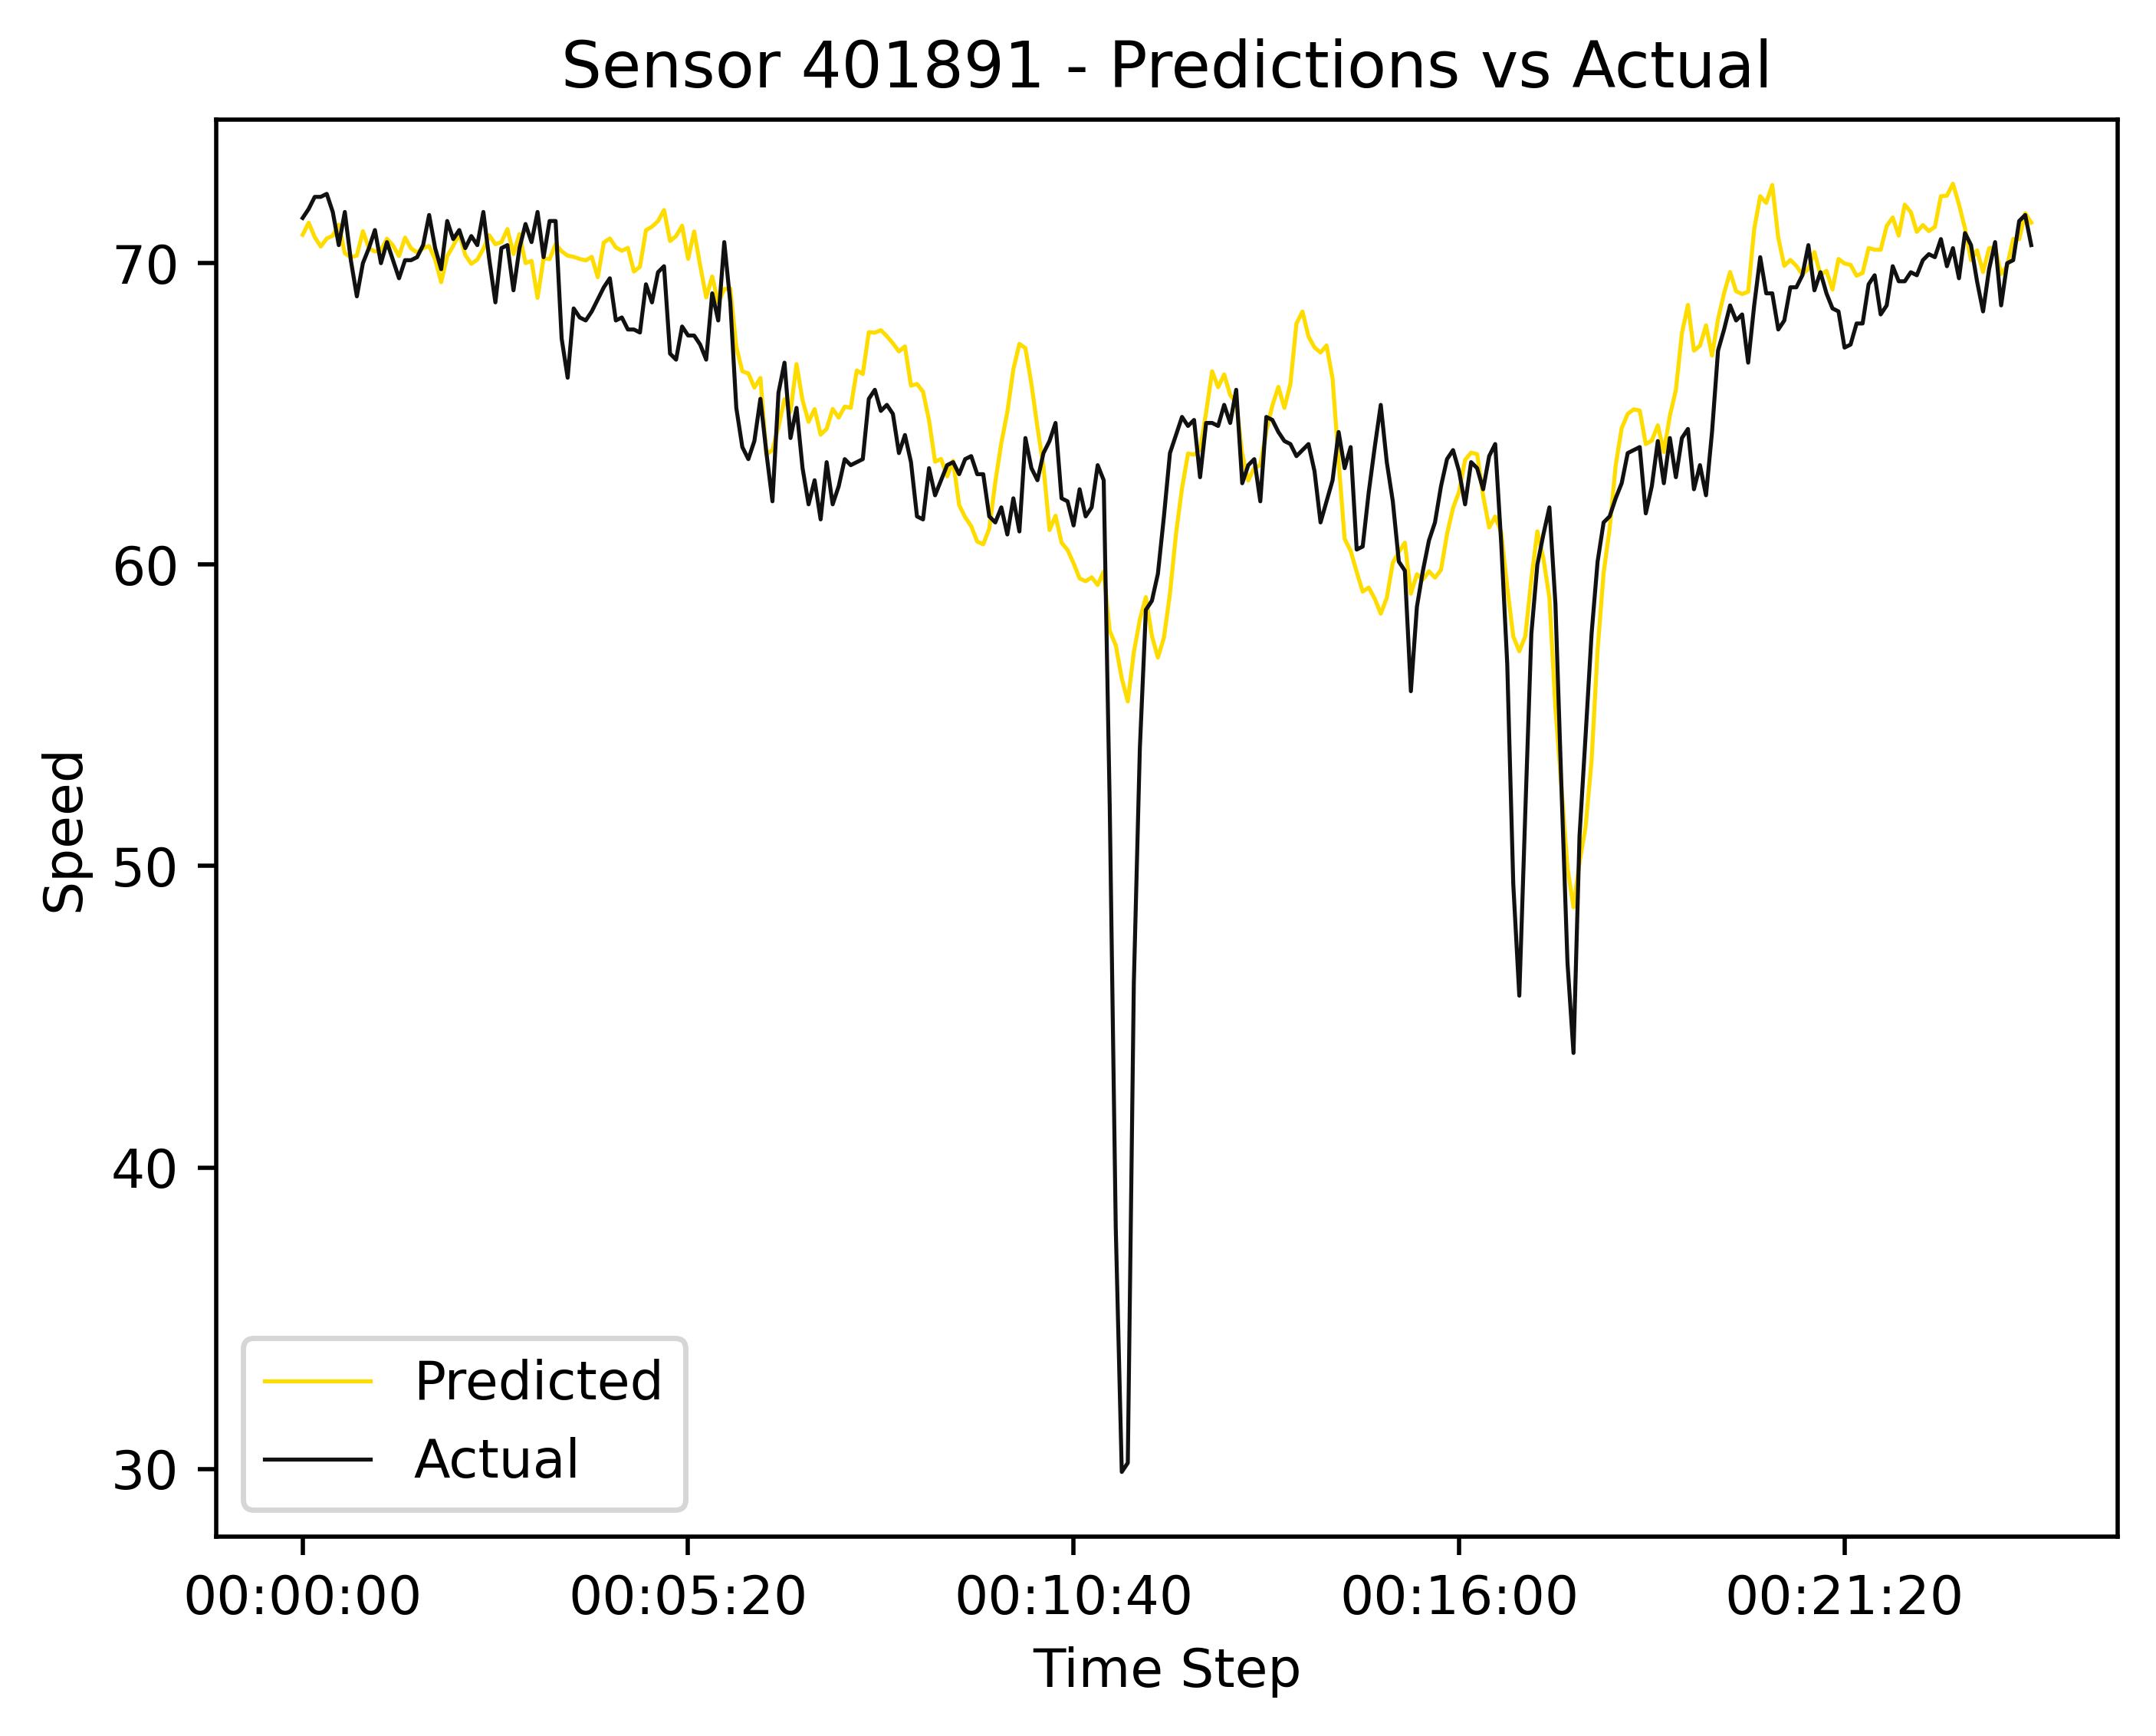 Sensor 401891 - Predictions vs Actual
Speed
70
60
50
40
30
Predicted
Actual
00:00:00 00:05:20 00:10:40 00:16:00 00:21:20
Time Step